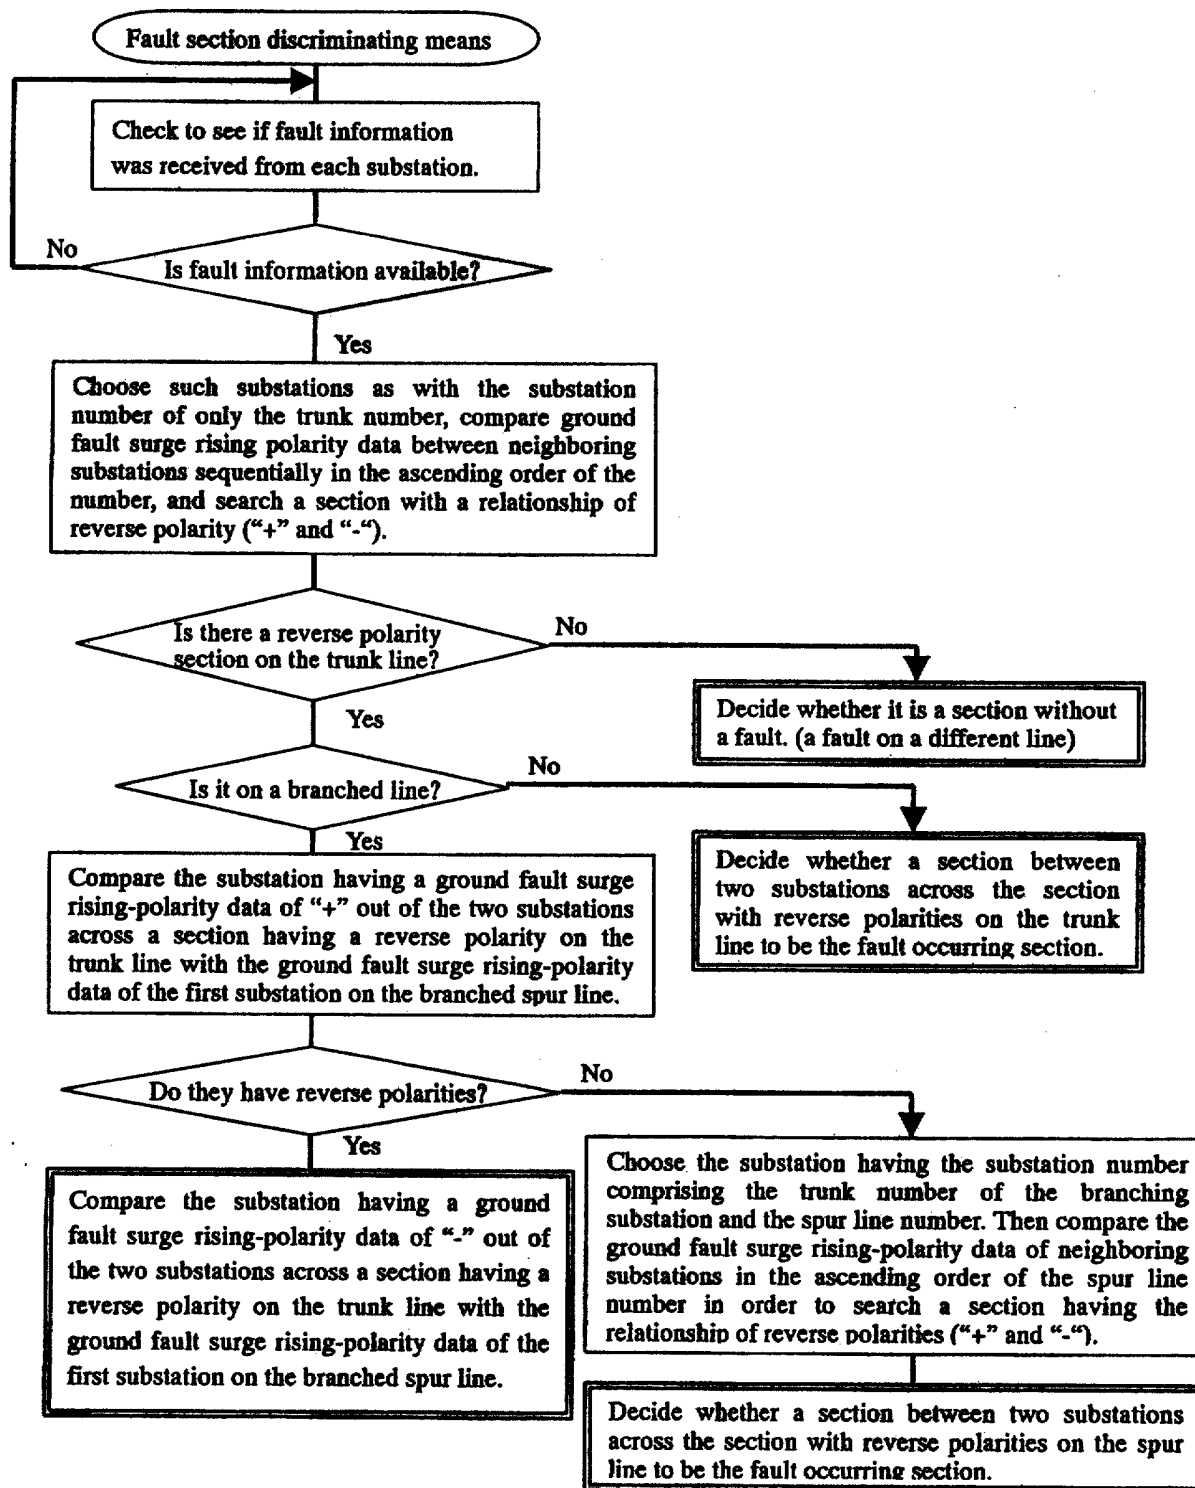 Fault section discriminating means
Check to see if fault information
was received from each substation.
No
Is fault information available?
Yes
Choose such substations as with the substation
number of only the trunk number, compare ground
fault surge rising polarity data between neighboring
substations sequentially in the ascending order of the
number, and search a section with a relationship of
reverse polarity (“+” and “-“).
Is there a reverse polarity
section on the trunk line?
No
Decide whether it is a section without
a fault. (a fault on a different line)
Yes
Is it on a branched line?
No
Decide whether a section between
two substations across the section
with reverse polarities on the trunk
line to be the fault occurring section.
Yes
Compare the substation having a ground fault surge
rising-polarity data of “+” out of the two substations
across a section having a reverse polarity on the
trunk line with the ground fault surge rising-polarity
data of the first substation on the branched spur line.
Do they have reverse polarities?
No
Yes
Compare the substation having a ground
fault surge rising-polarity data of “-” out of
the two substations across a section having a
reverse polarity on the trunk line with the
ground fault surge rising-polarity data of the
first substation on the branched spur line.
Choose the substation having the substation number
comprising the trunk number of the branching
substation and the spur line number. Then compare the
ground fault surge rising-polarity data of neighboring
substations in the ascending order of the spur line
number in order to search a section having the
relationship of reverse polarities (“+” and “-“).
Decide whether a section between two substations
across the section with reverse polarities on the spur
line to be the fault occurring section.